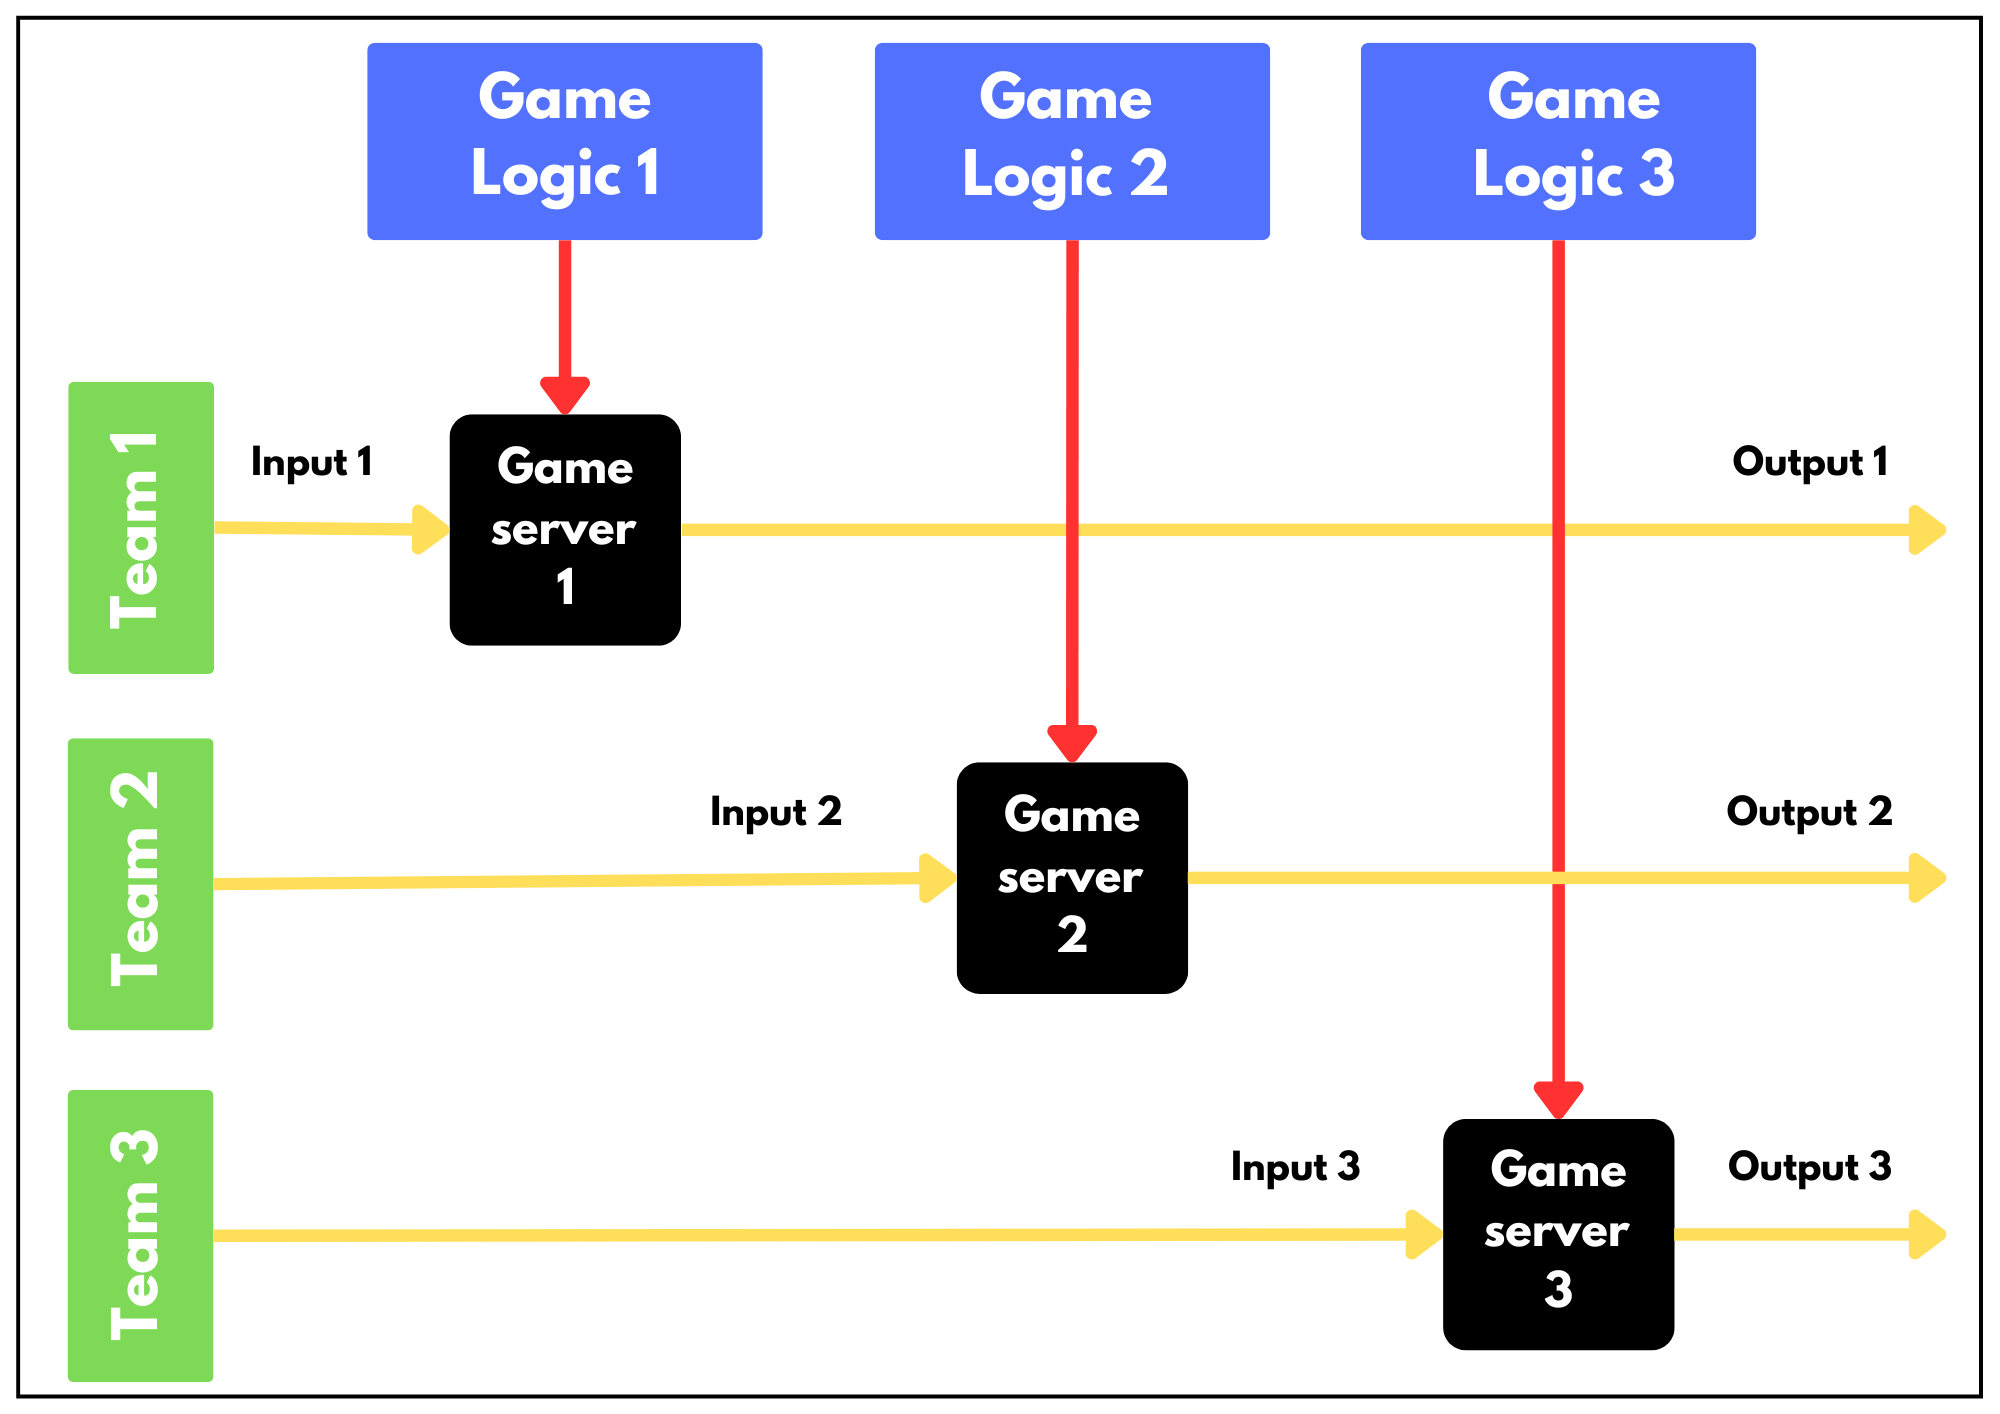 Game
Logic 1
Game
Logic 2
Game
Logic 3
Team 1
Input 1
Game
server
1
Output 1
Team 2
Input 2
Game
server
2
Output 2
Team 3
Input 3
Game
server
3
Output 3